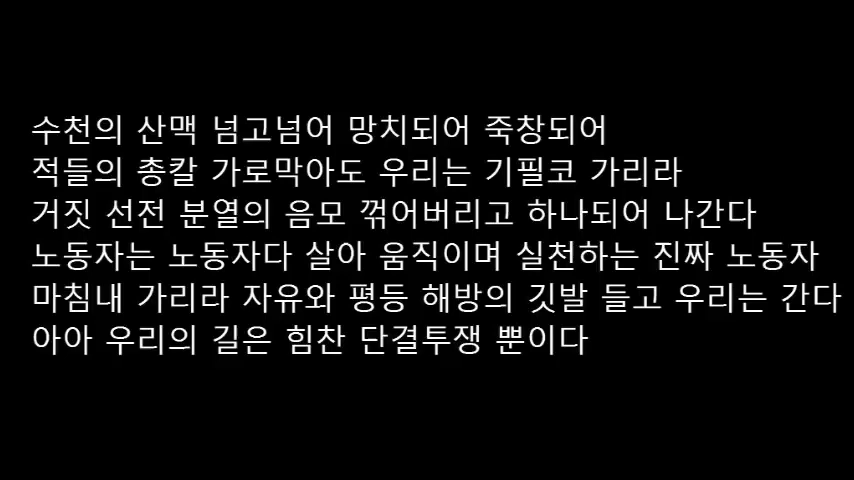 수천의 산맥 넘고넘어 망치되어 죽창되어
적들의 총칼 가로막아도 우리는 기필코 가리라
거짓 선전 분열의 음모 꺾어버리고 하나되어 나간다
노동자는 노동자다 살아 움직이며 실천하는 진짜 노동자
마침내 가리라 자유와 평등 해방의 깃발 들고 우리는 간다
아아 우리의 길은 힘찬 단결투쟁 뿐이다